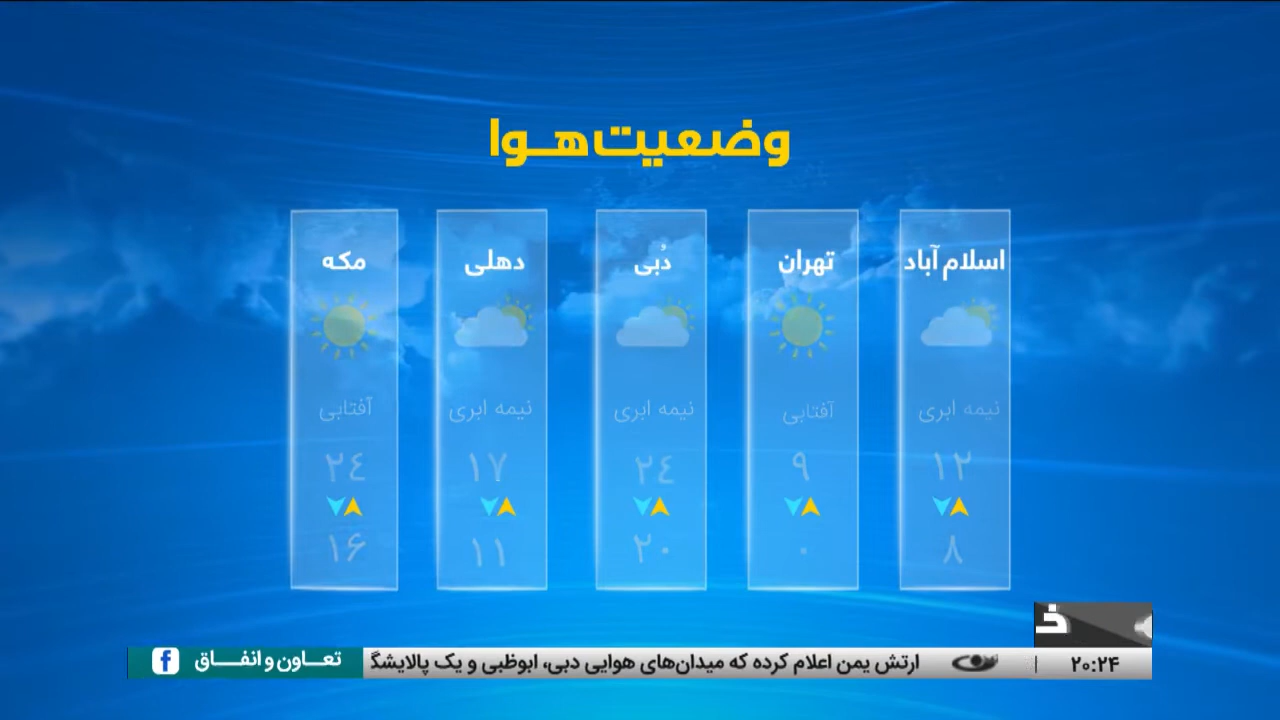 وضعیت هوا
اسلام آباد
نیمه ابری
۱۲
۸
تهران
آفتابی
۹
۰
دُبی
نیمه ابری
۲۴
۲۰
دهلی
نیمه ابری
۱۷
۱۱
مکه
آفتابی
۲۴
۱۶
خ
۲۰:۲۴
ارتش یمن اعلام کرده که میدان‌های هوایی دبی، ابوظبی و یک پالایشگ
تعاون و انفاق